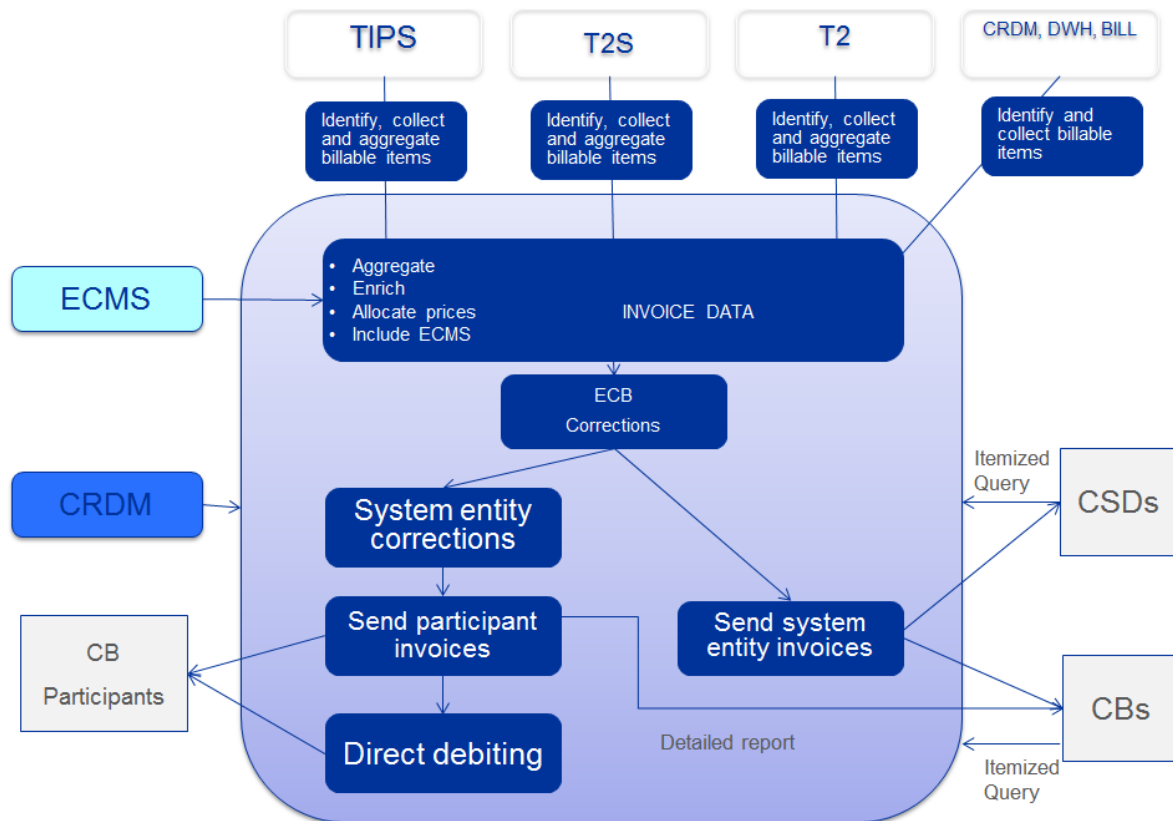 TIPS
T2S
T2
CRDM, DWH, BILL
Identify, collect
and aggregate
billable items
Identify, collect
and aggregate
billable items
Identify, collect
and aggregate
billable items
Identify and
collect billable
items
ECMS
• Aggregate
• Enrich
• Allocate prices
• Include ECMS
INVOICE DATA
ECB
Corrections
CRDM
System entity
corrections
Itemized
Query
CSDs
CB
Participants
Send participant
invoices
Send system
entity invoices
CBs
Direct debiting
Detailed report
Itemized
Query